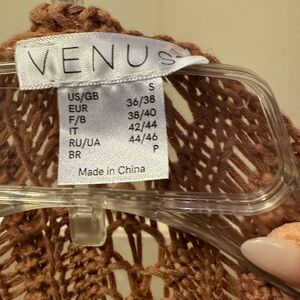 VENUS
S
US/GB 36/38
EUR 38/40
F/B 42/44
IT 44/46
RU/UA P
BR
Made in China